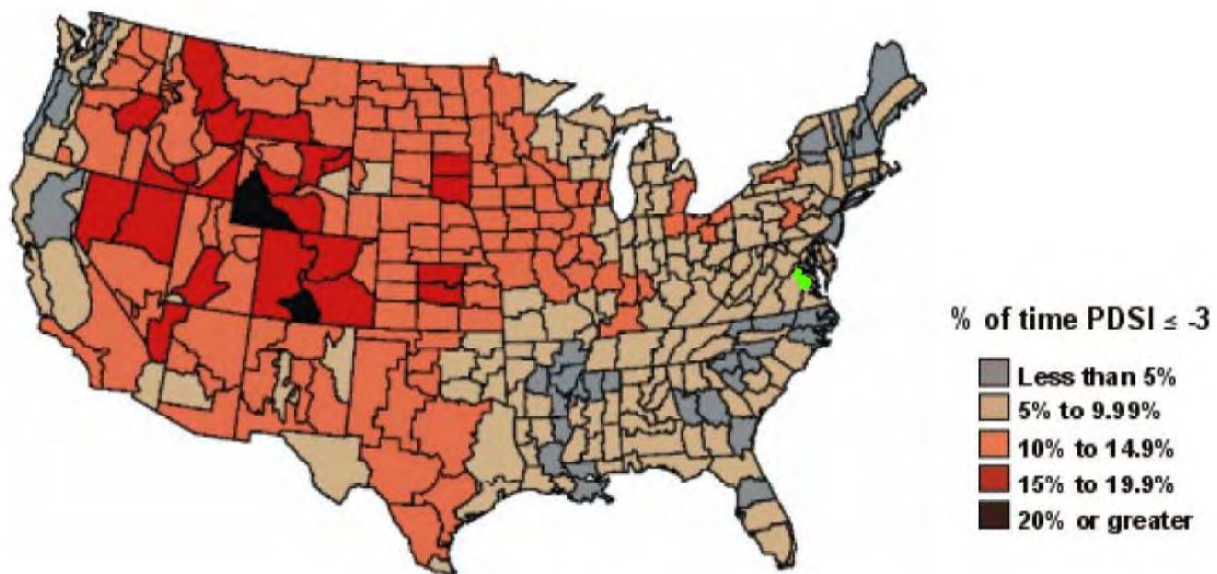 % of time PDSI ≤ -3
Less than 5%
5% to 9.99%
10% to 14.9%
15% to 19.9%
20% or greater